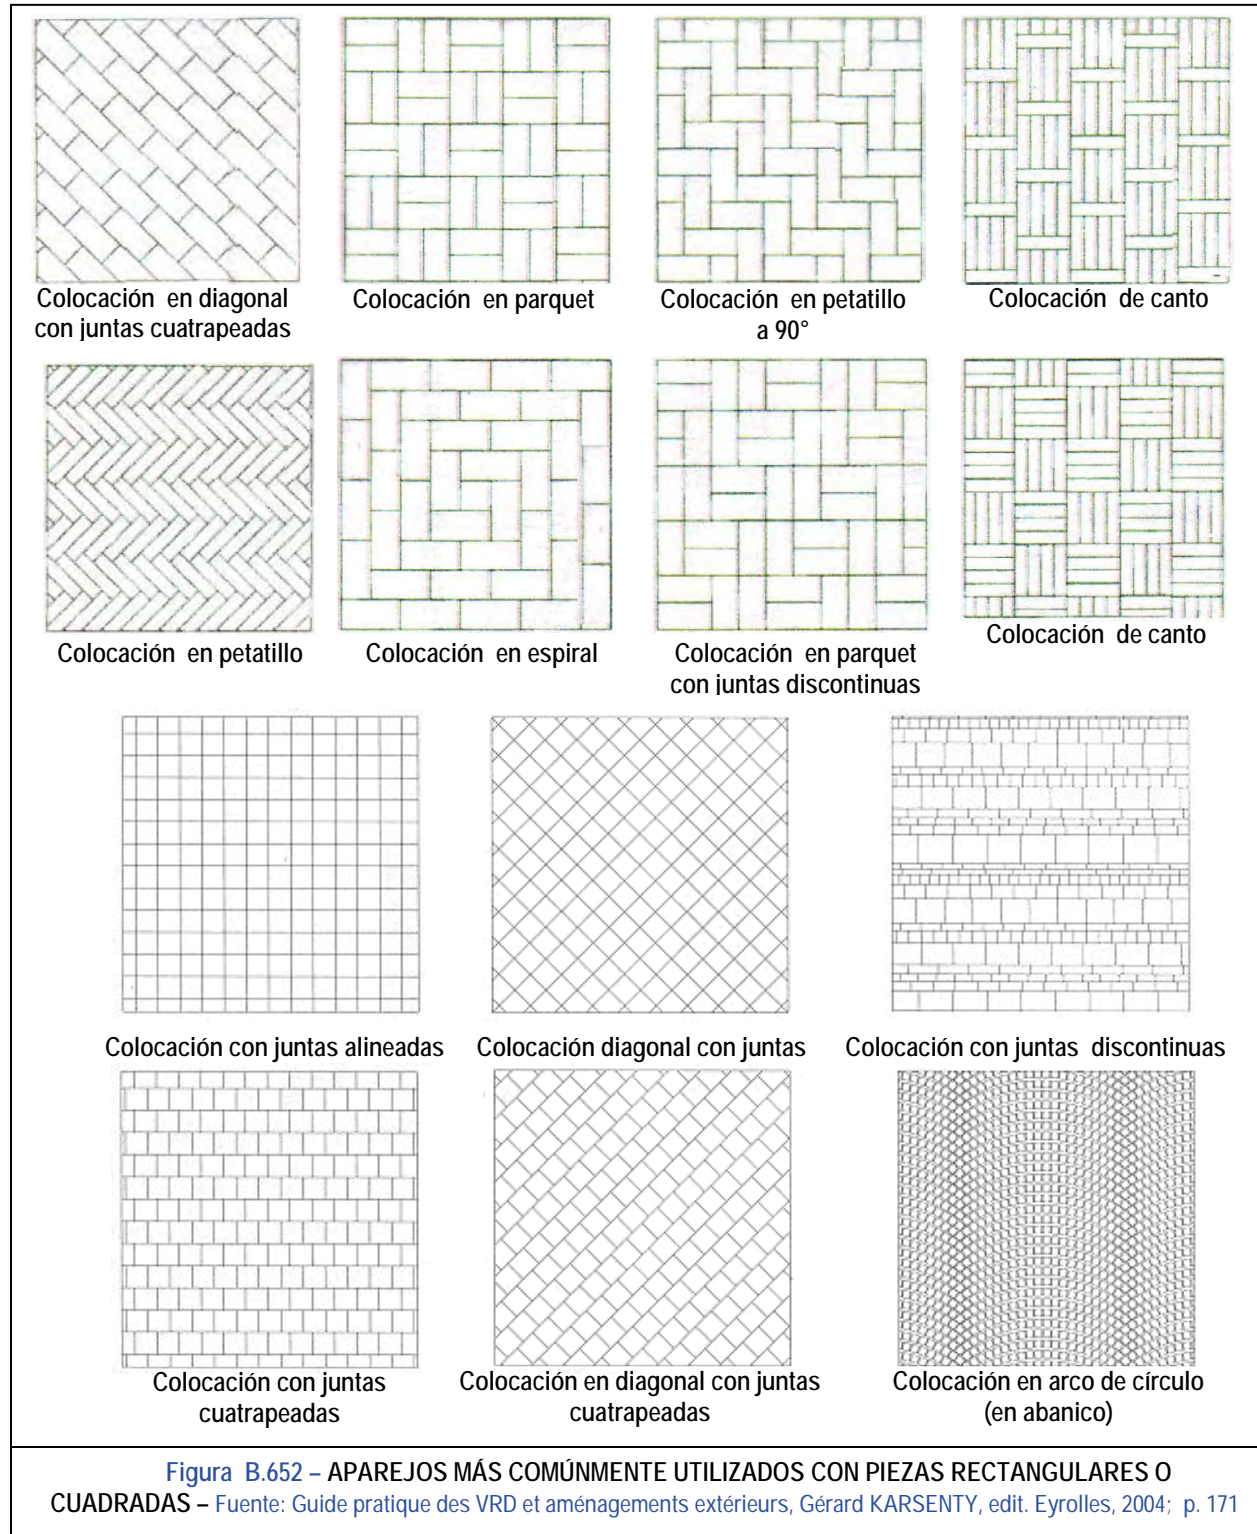 Colocación en diagonal
con juntas cuatrapeadas
Colocación en parquet
Colocación en petatillo
a 90°
Colocación de canto
Colocación en petatillo
Colocación en espiral
Colocación en parquet
con juntas discontinuas
Colocación de canto
Colocación con juntas alineadas
Colocación diagonal con juntas
Colocación con juntas discontinuas
Colocación con juntas
cuatrapeadas
Colocación en diagonal con juntas
cuatrapeadas
Colocación en arco de círculo
(en abanico)
Figura B.652 – APAREJOS MÁS COMÚNMENTE UTILIZADOS CON PIEZAS RECTANGULARES O
CUADRADAS – Fuente: Guide pratique des VRD et aménagements extérieurs, Gérard KARSENTY, edit. Eyrolles, 2004; p. 171